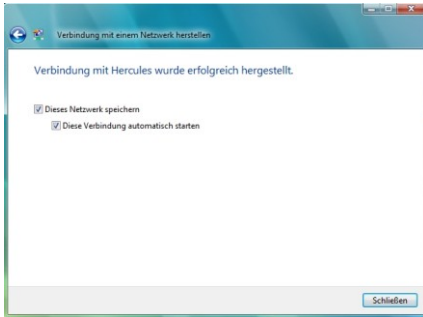 Verbindung mit einem Netzwerk herstellen
Verbindung mit Hercules wurde erfolgreich hergestellt.
Dieses Netzwerk speichern
Diese Verbindung automatisch starten
Schließen